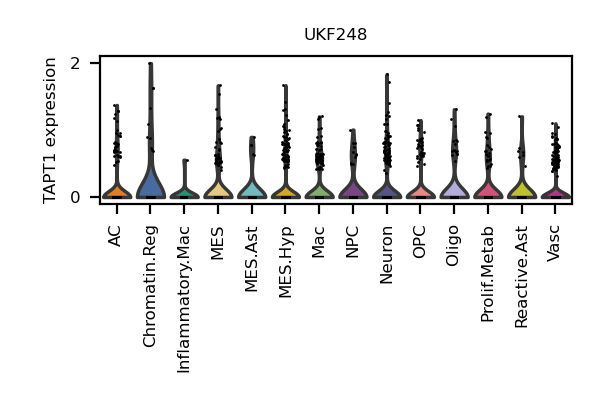 UKF248
TAPT1 expression
2
0
AC
Chromatin.Reg
Inflammatory.Mac
MES
MES.Ast
MES.Hyp
Mac
NPC
Neuron
OPC
Oligo
Prolif.Metab
Reactive.Ast
Vasc